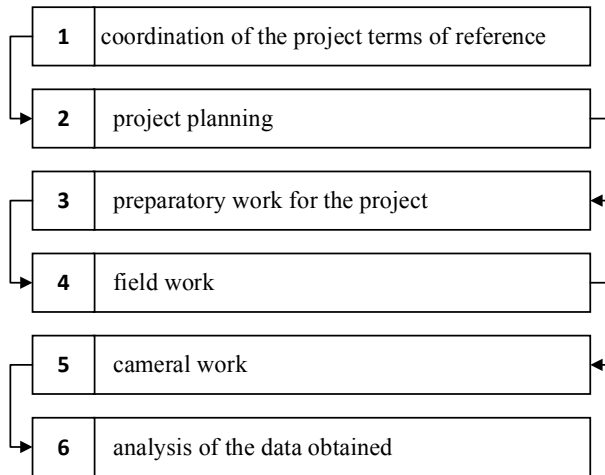 1 coordination of the project terms of reference
2 project planning
3 preparatory work for the project
4 field work
5 cameral work
6 analysis of the data obtained